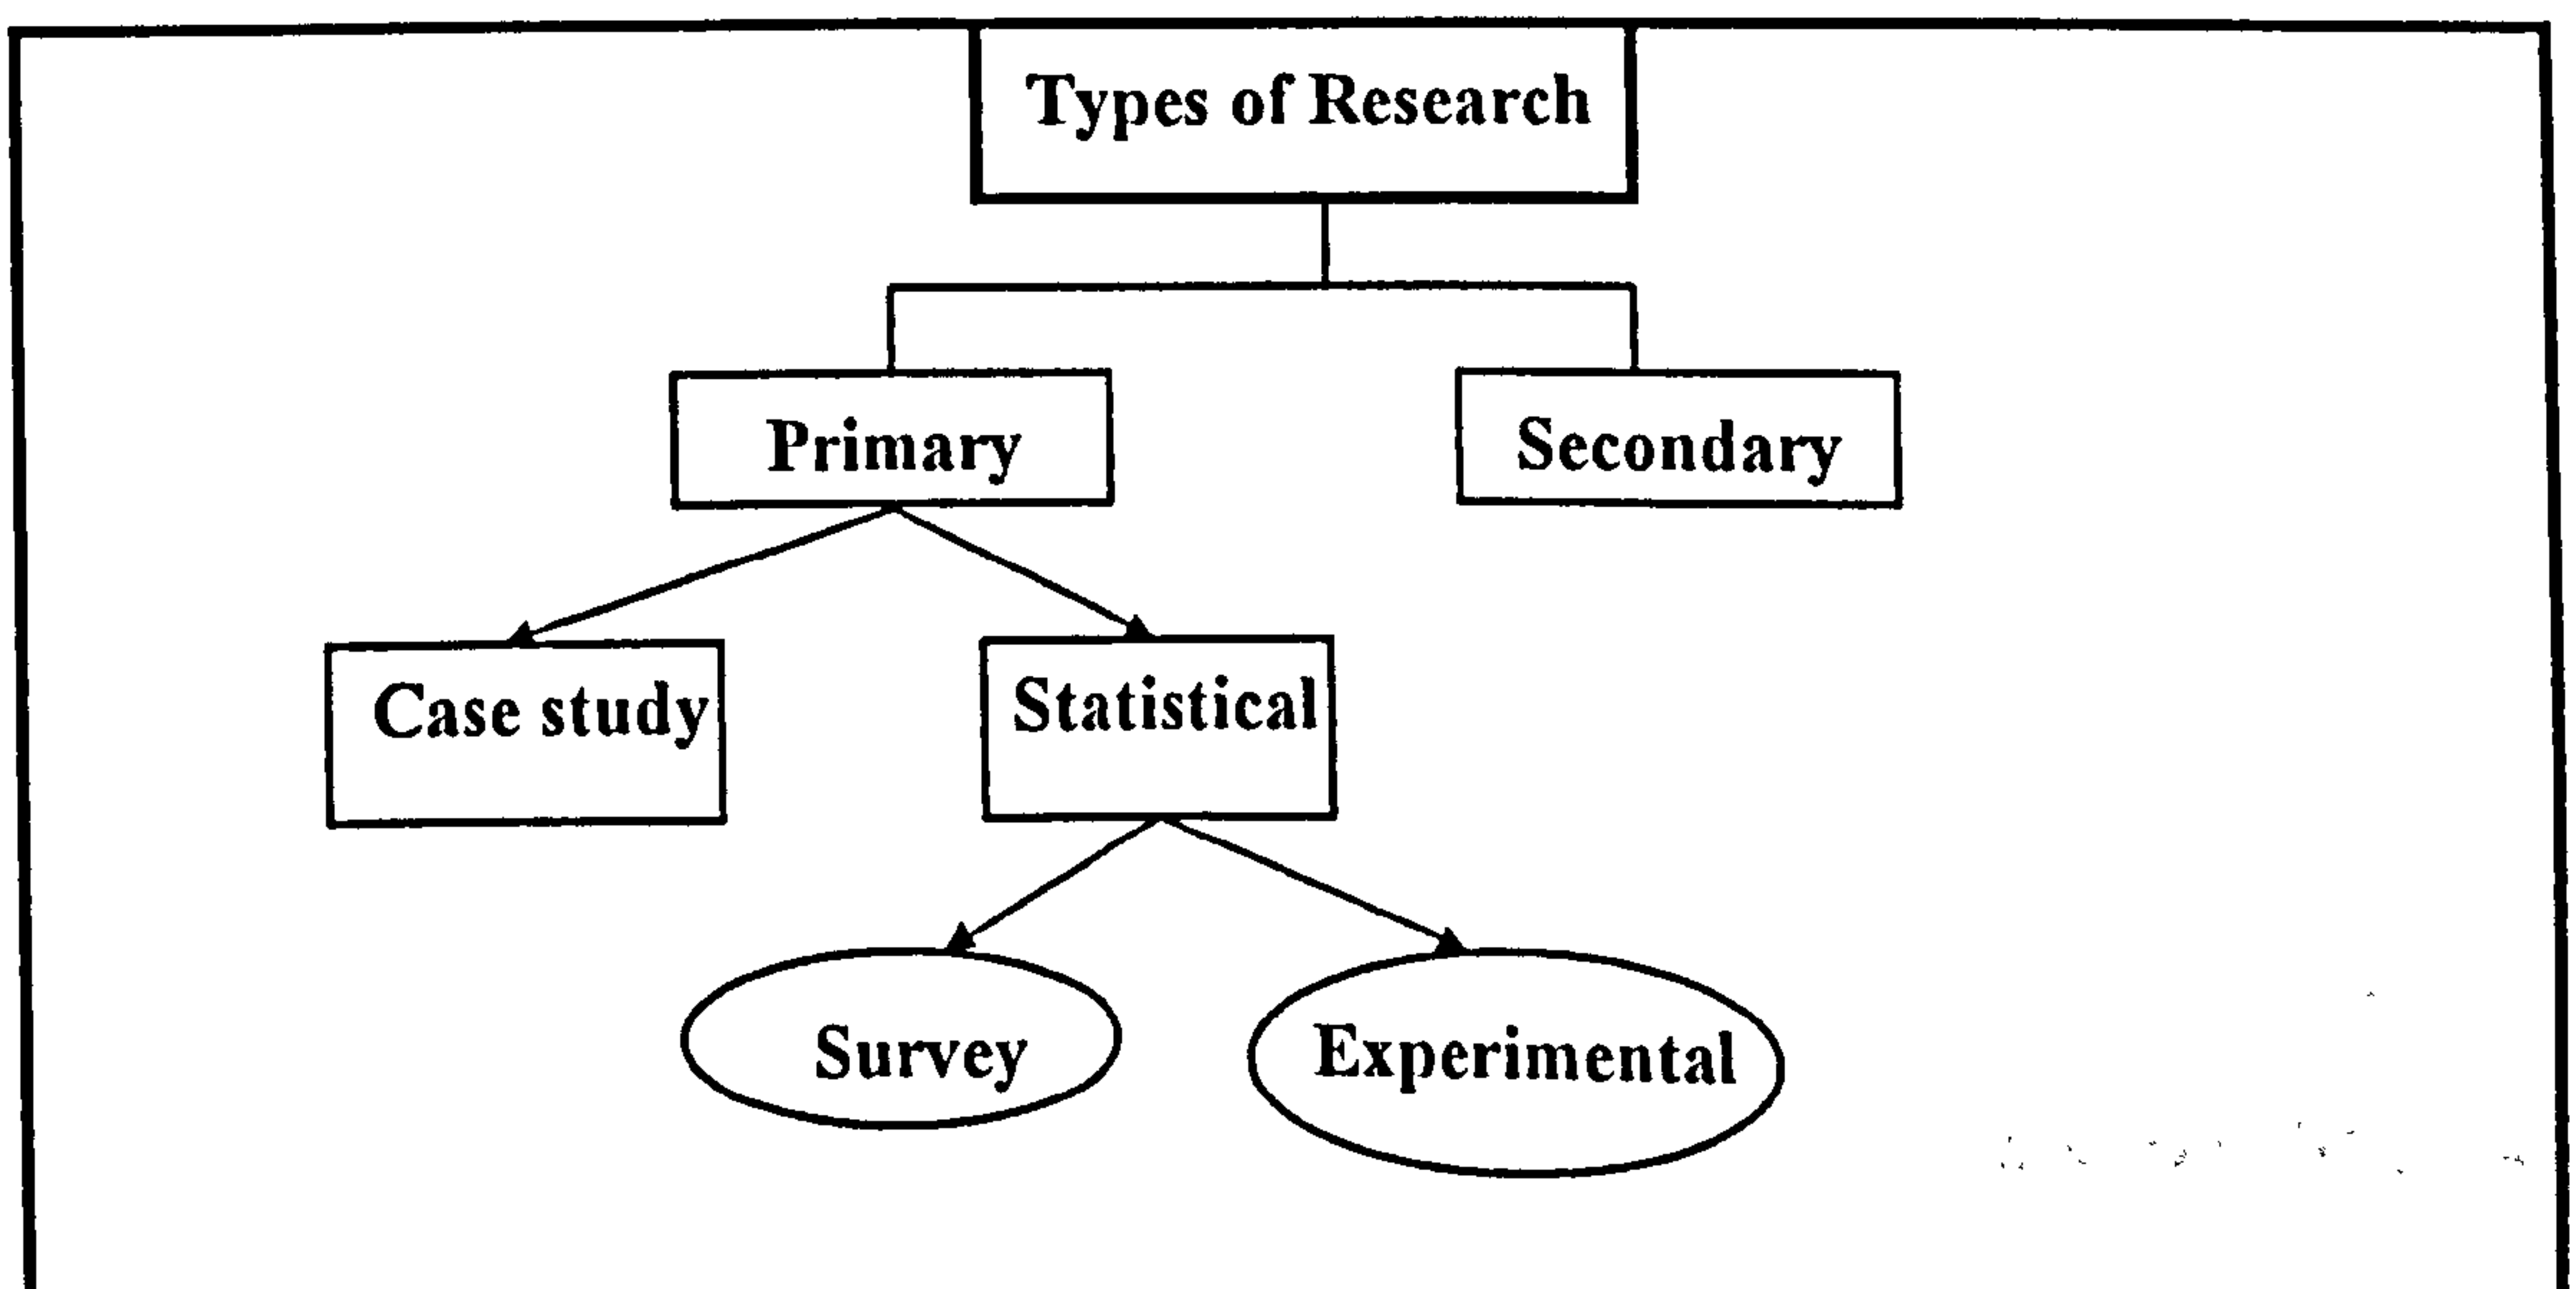 Types of Research
Primary
Secondary
Case study
Statistical
Survey
Experimental